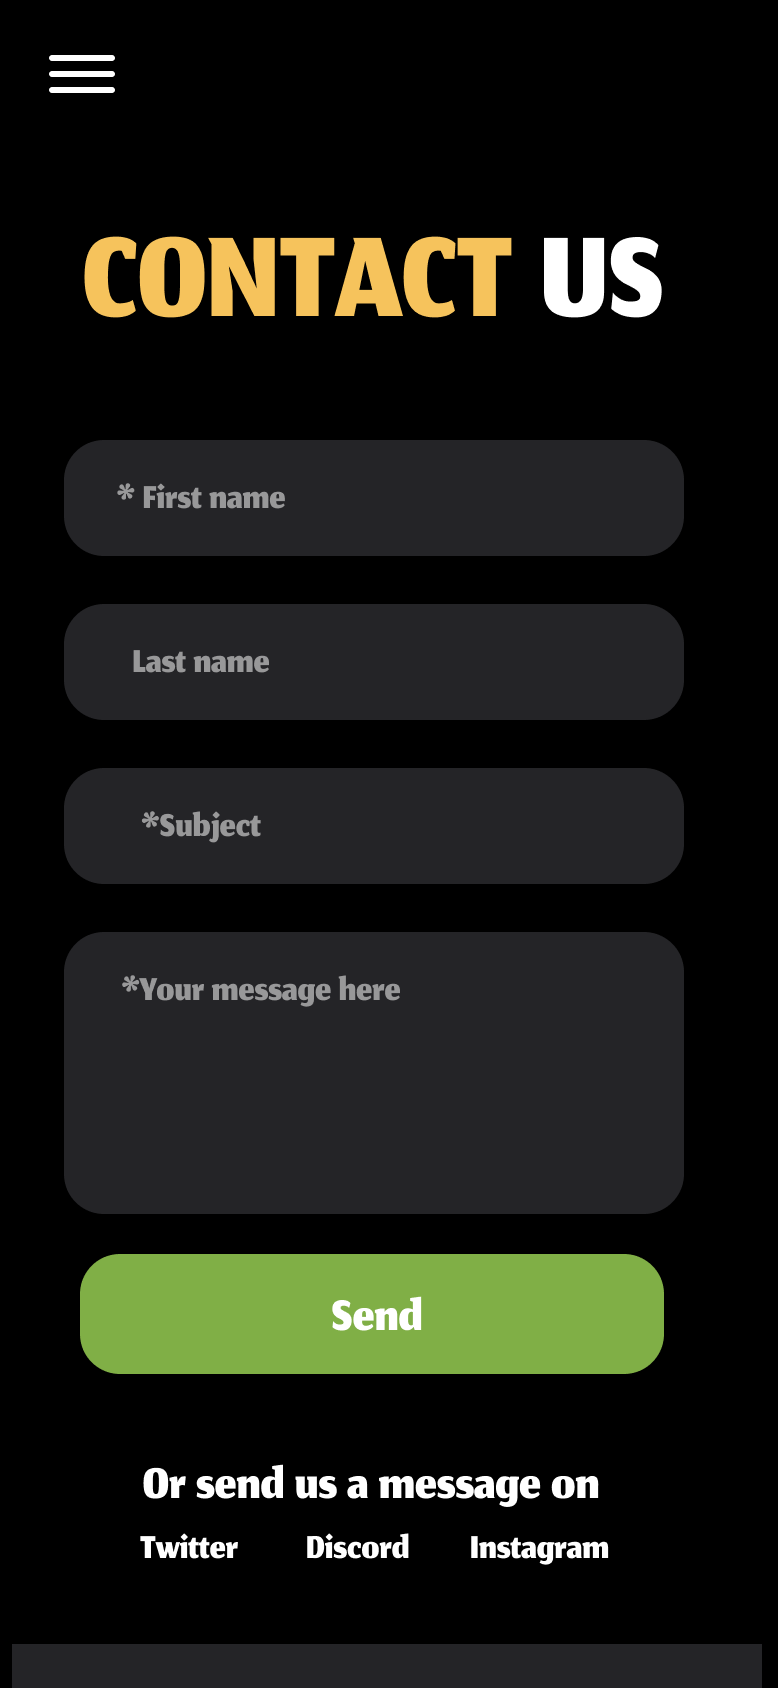 CONTACT US
* First name
Last name
*Subject
*Your message here
Send
Or send us a message on
Twitter Discord Instagram